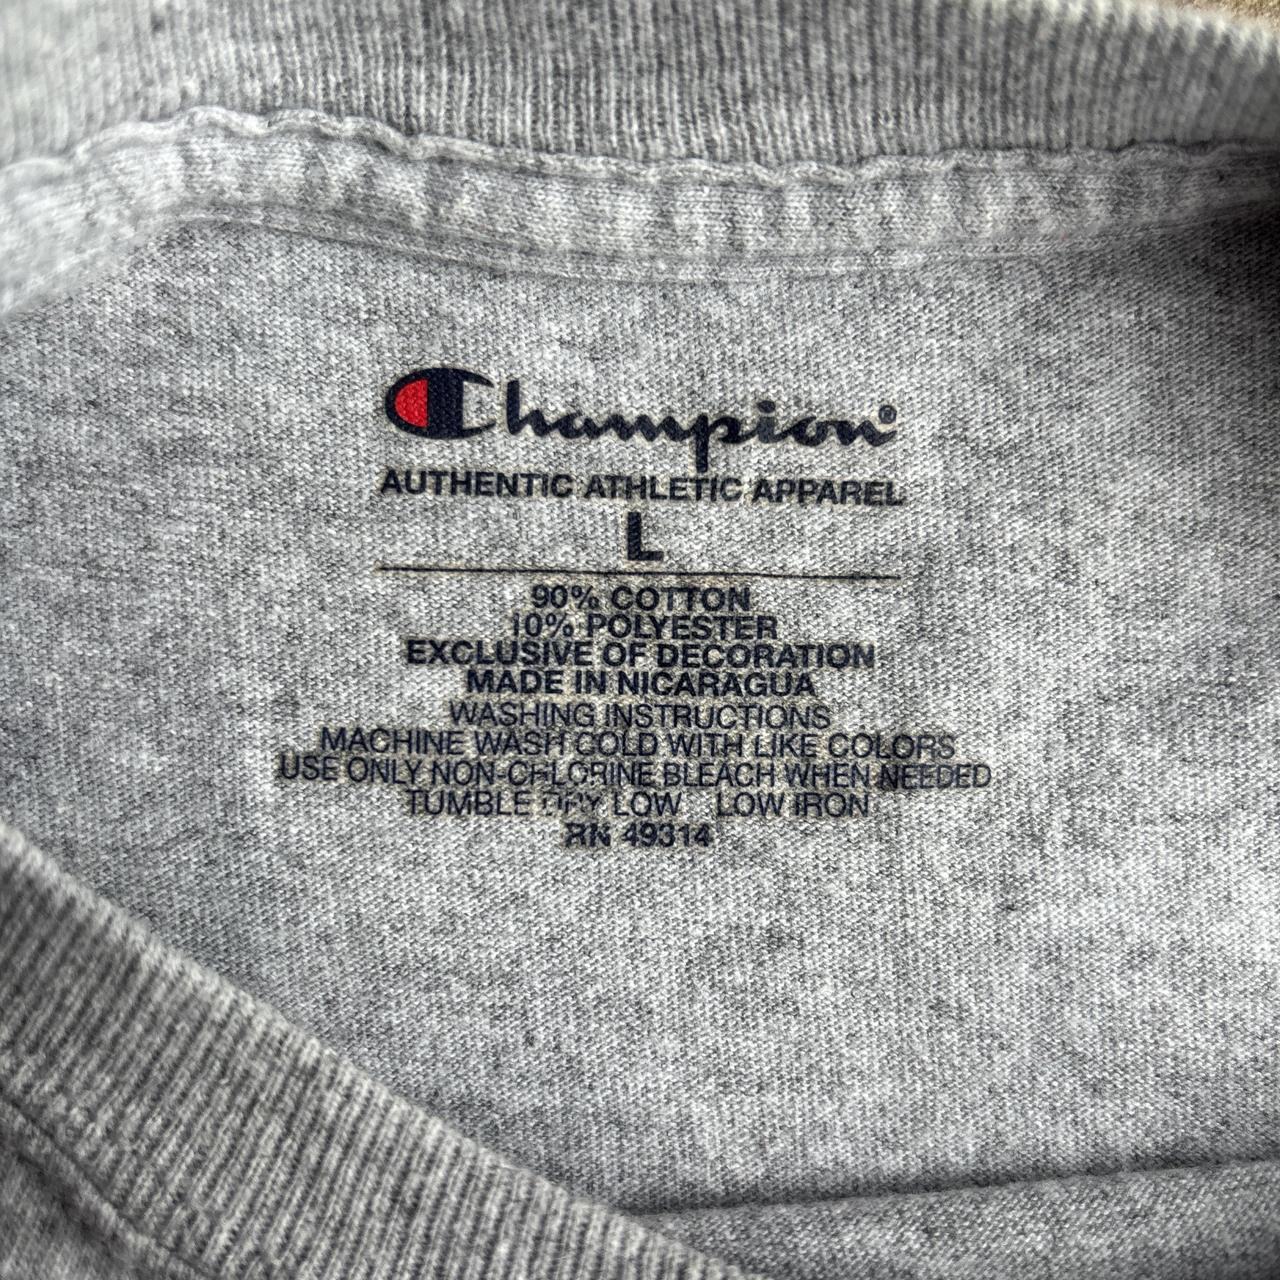 Champion®
AUTHENTIC ATHLETIC APPAREL
L
90% COTTON
10% POLYESTER
EXCLUSIVE OF DECORATION
MADE IN NICARAGUA
WASHING INSTRUCTIONS
MACHINE WASH COLD WITH LIKE COLORS
USE ONLY NON-CHLORINE BLEACH WHEN NEEDED
TUMBLE DRY LOW LOW IRON
RN 49314